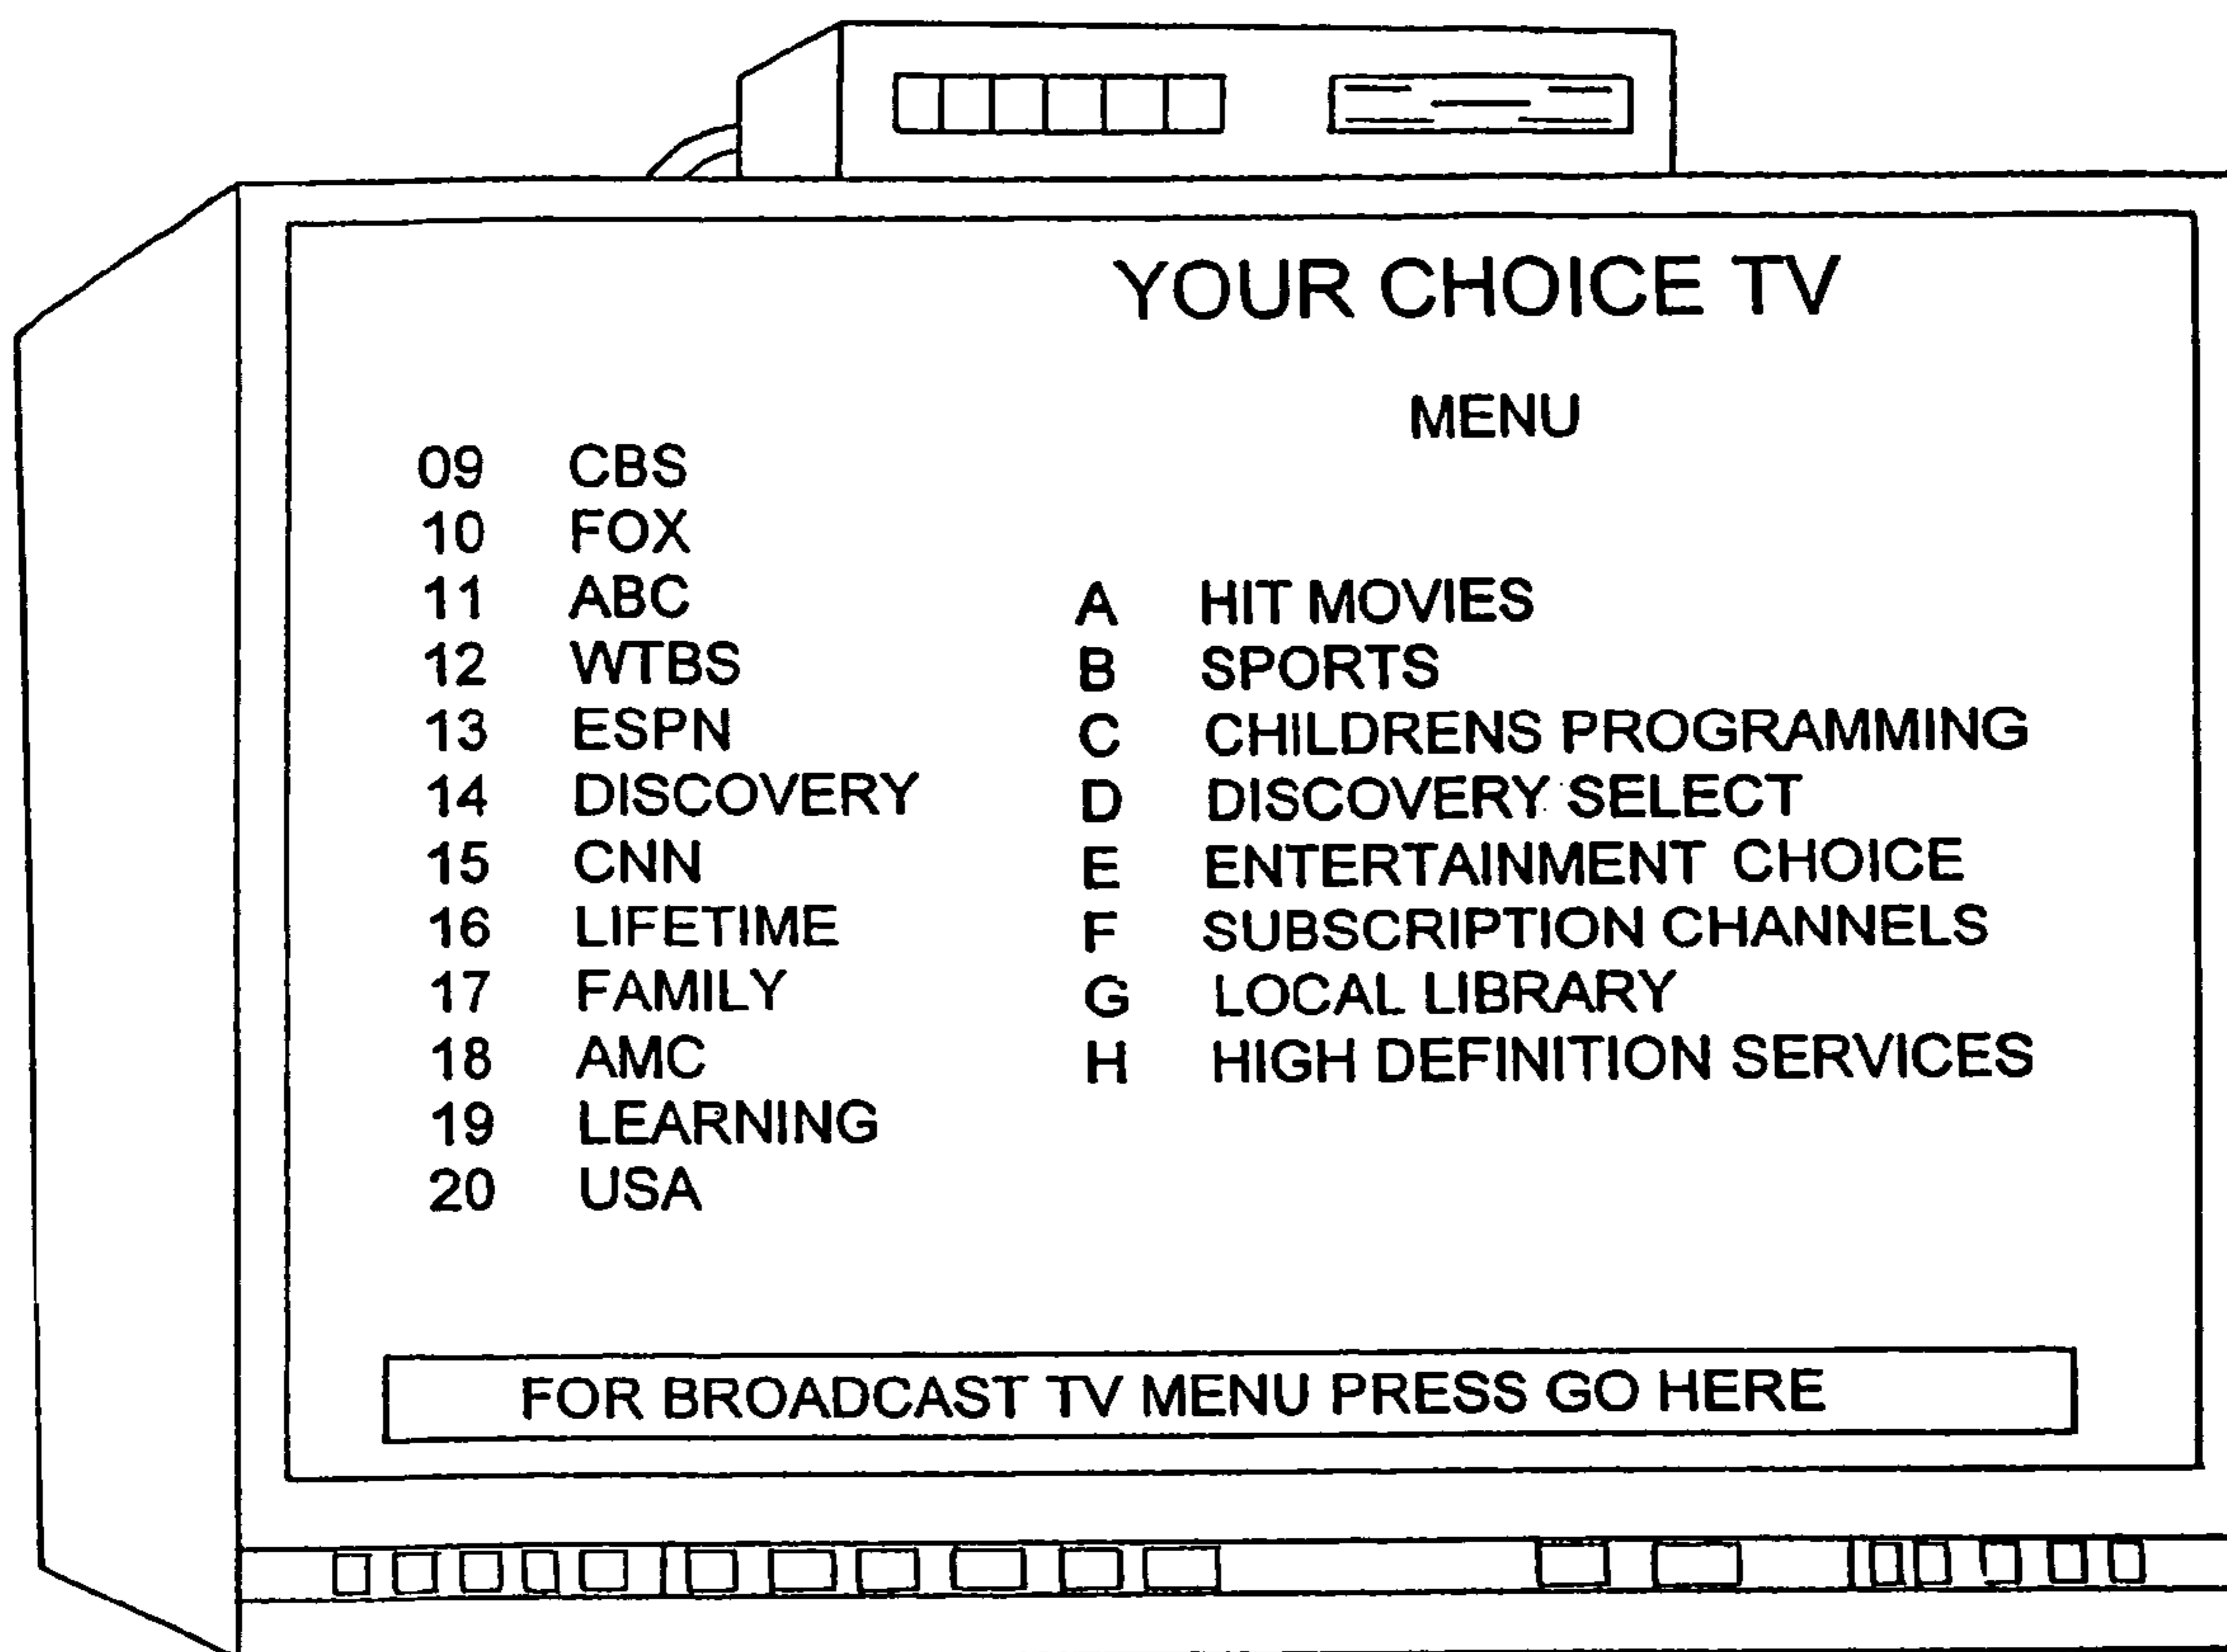 YOUR CHOICE TV
MENU
09 CBS
10 FOX
11 ABC
12 WTBS
13 ESPN
14 DISCOVERY
15 CNN
16 LIFETIME
17 FAMILY
18 AMC
19 LEARNING
20 USA
A HIT MOVIES
B SPORTS
C CHILDRENS PROGRAMMING
D DISCOVERY SELECT
E ENTERTAINMENT CHOICE
F SUBSCRIPTION CHANNELS
G LOCAL LIBRARY
H HIGH DEFINITION SERVICES
FOR BROADCAST TV MENU PRESS GO HERE